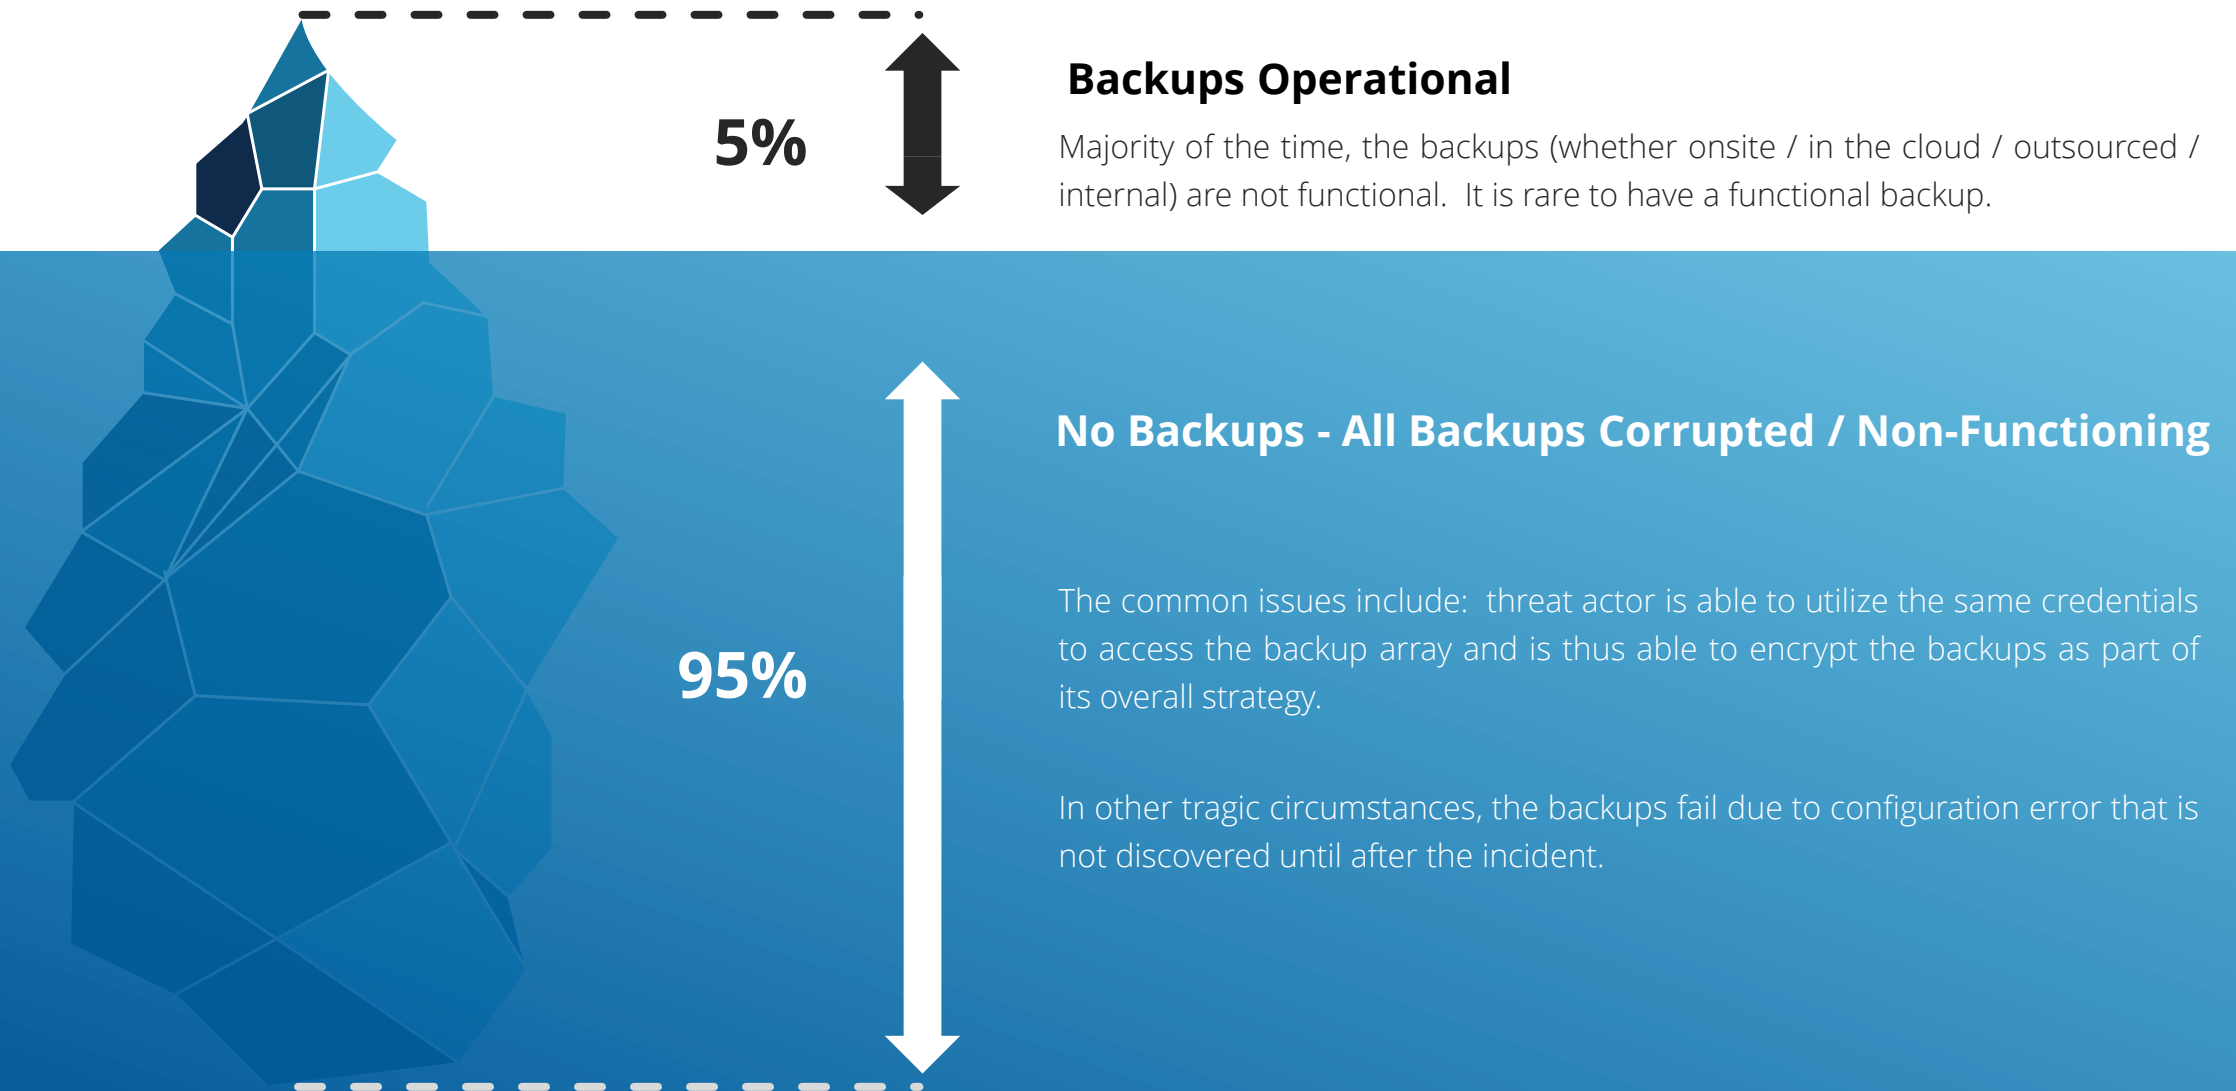 Backups Operational
5%
Majority of the time, the backups (whether onsite / in the cloud / outsourced /
internal) are not functional.  It is rare to have a functional backup.
No Backups - All Backups Corrupted / Non-Functioning
The common issues include:  threat actor is able to utilize the same credentials
to access the backup array and is thus able to encrypt the backups as part of
its overall strategy.
95%
In other tragic circumstances, the backups fail due to configuration error that is
not discovered until after the incident.